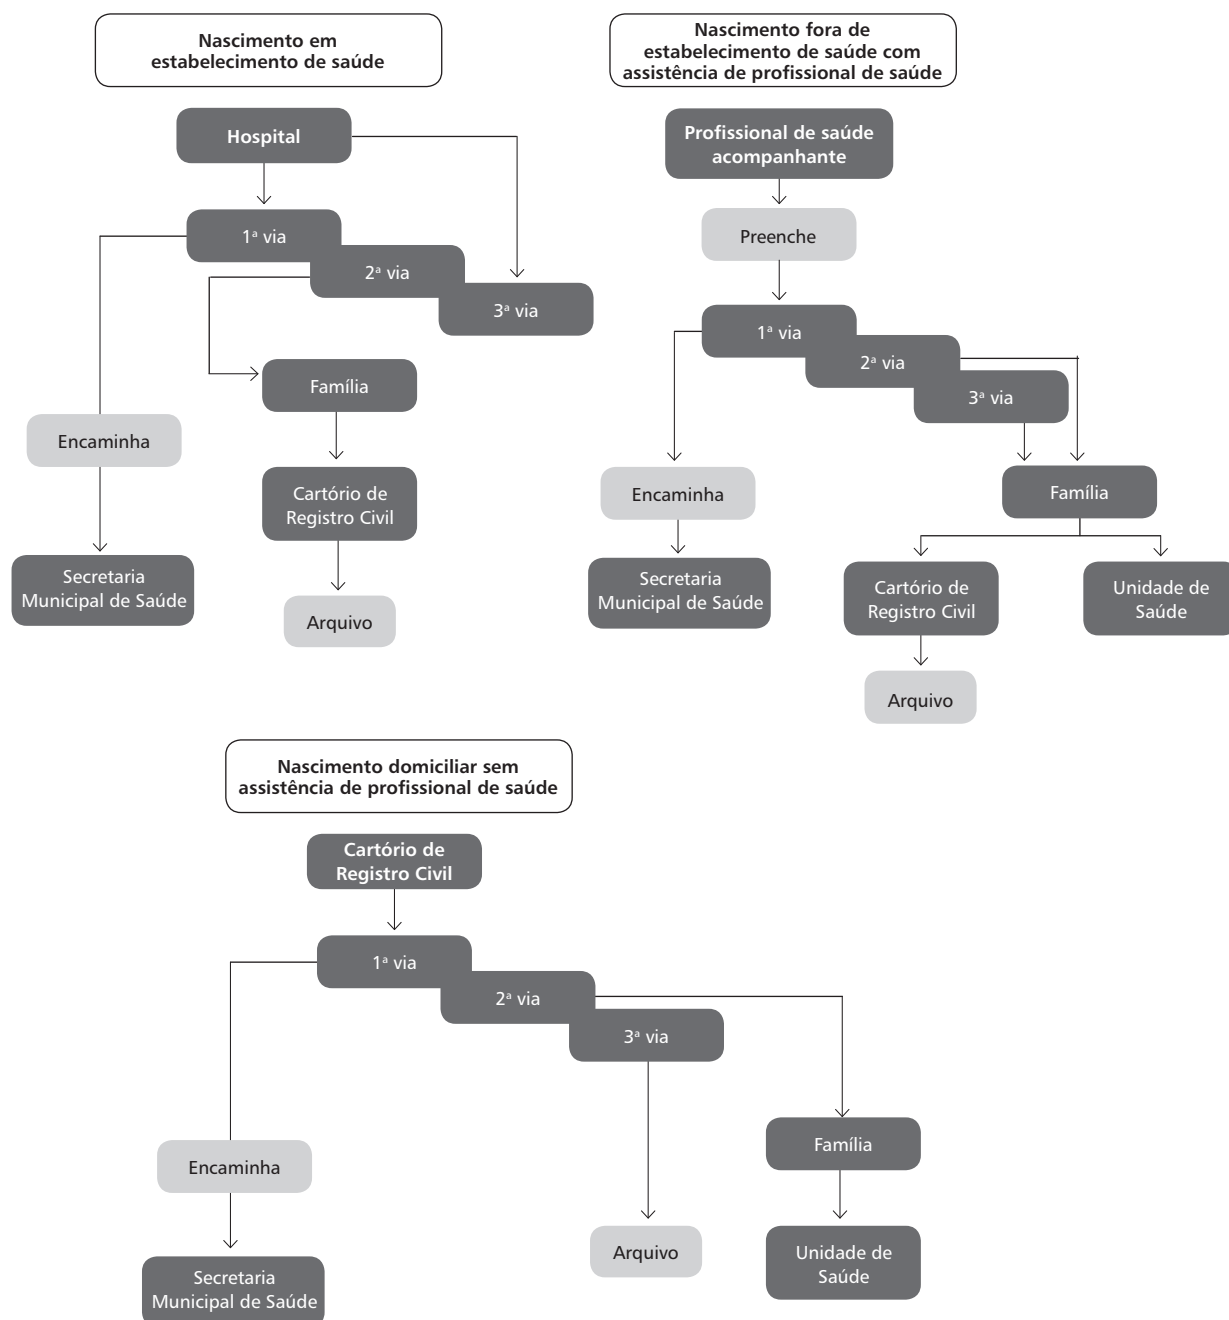 Nascimento em
estabelecimento de saúde
Hospital
1ª via
2ª via
3ª via
Família
Encaminha
Cartório de
Registro Civil
Secretaria
Municipal de Saúde
Arquivo
Nascimento fora de
estabelecimento de saúde com
assistência de profissional de saúde
Profissional de saúde
acompanhante
Preenche
1ª via
2ª via
3ª via
Encaminha
Família
Secretaria
Municipal de Saúde
Cartório de
Registro Civil
Unidade de
Saúde
Arquivo
Nascimento domiciliar sem
assistência de profissional de saúde
Cartório de
Registro Civil
1ª via
2ª via
3ª via
Família
Encaminha
Arquivo
Unidade de
Saúde
Secretaria
Municipal de Saúde